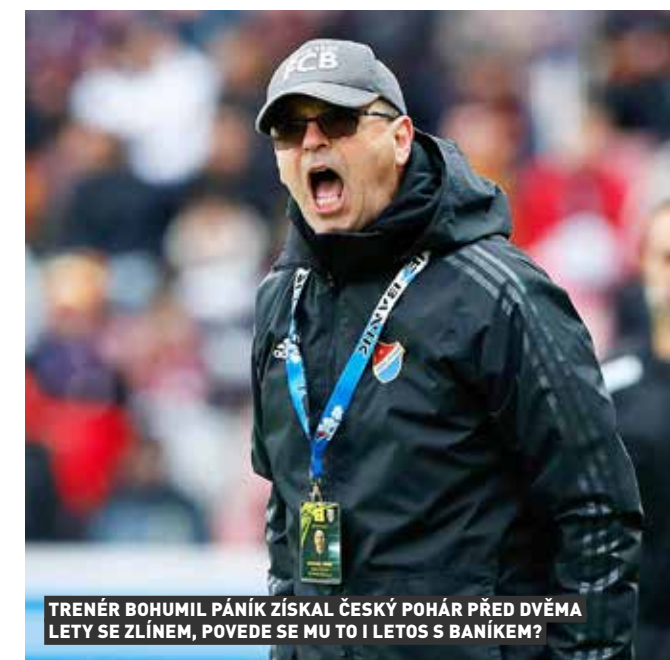 FCB
BANÍK
TRENÉR BOHUMIL PÁNÍK ZÍSKAL ČESKÝ POHÁR PŘED DVĚMA
LETY SE ZLÍNEM, POVEDE SE MU TO I LETOS S BANÍKEM?